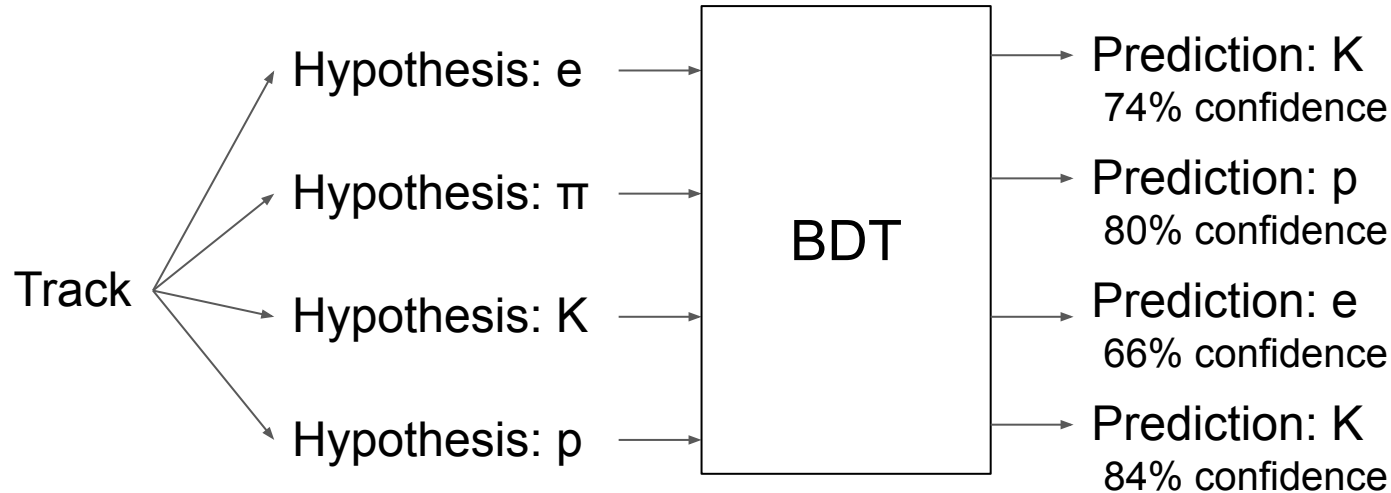 Track
Hypothesis: e
Hypothesis: π
Hypothesis: K
Hypothesis: p
BDT
Prediction: K
74% confidence
Prediction: p
80% confidence
Prediction: e
66% confidence
Prediction: K
84% confidence